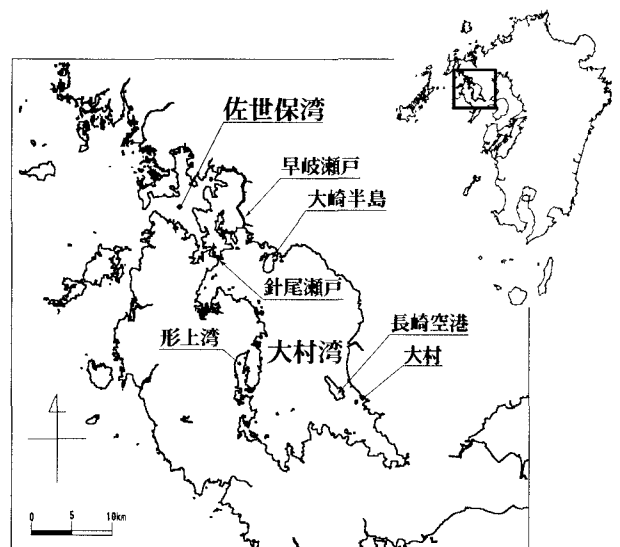 佐世保湾
早岐瀬戸
大崎半島
針尾瀬戸
形上湾
大村湾
長崎空港
大村
0 5 10km